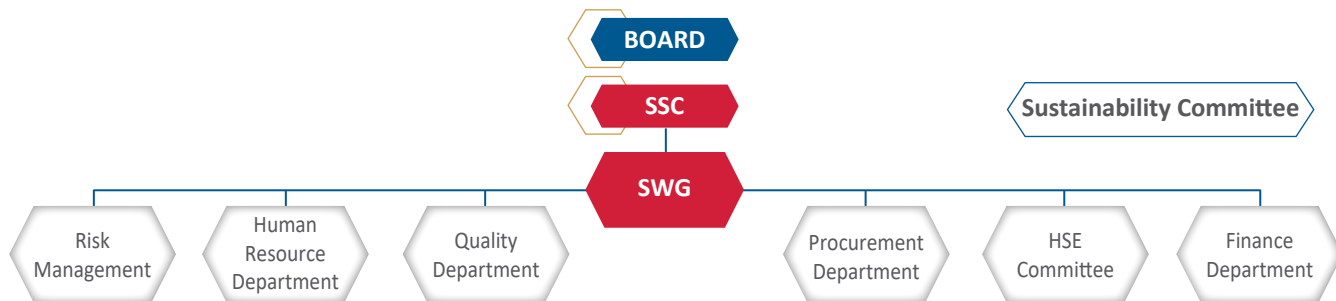 BOARD
SSC
Sustainability Committee
SWG
Risk
Management
Human
Resource
Department
Quality
Department
Procurement
Department
HSE
Committee
Finance
Department